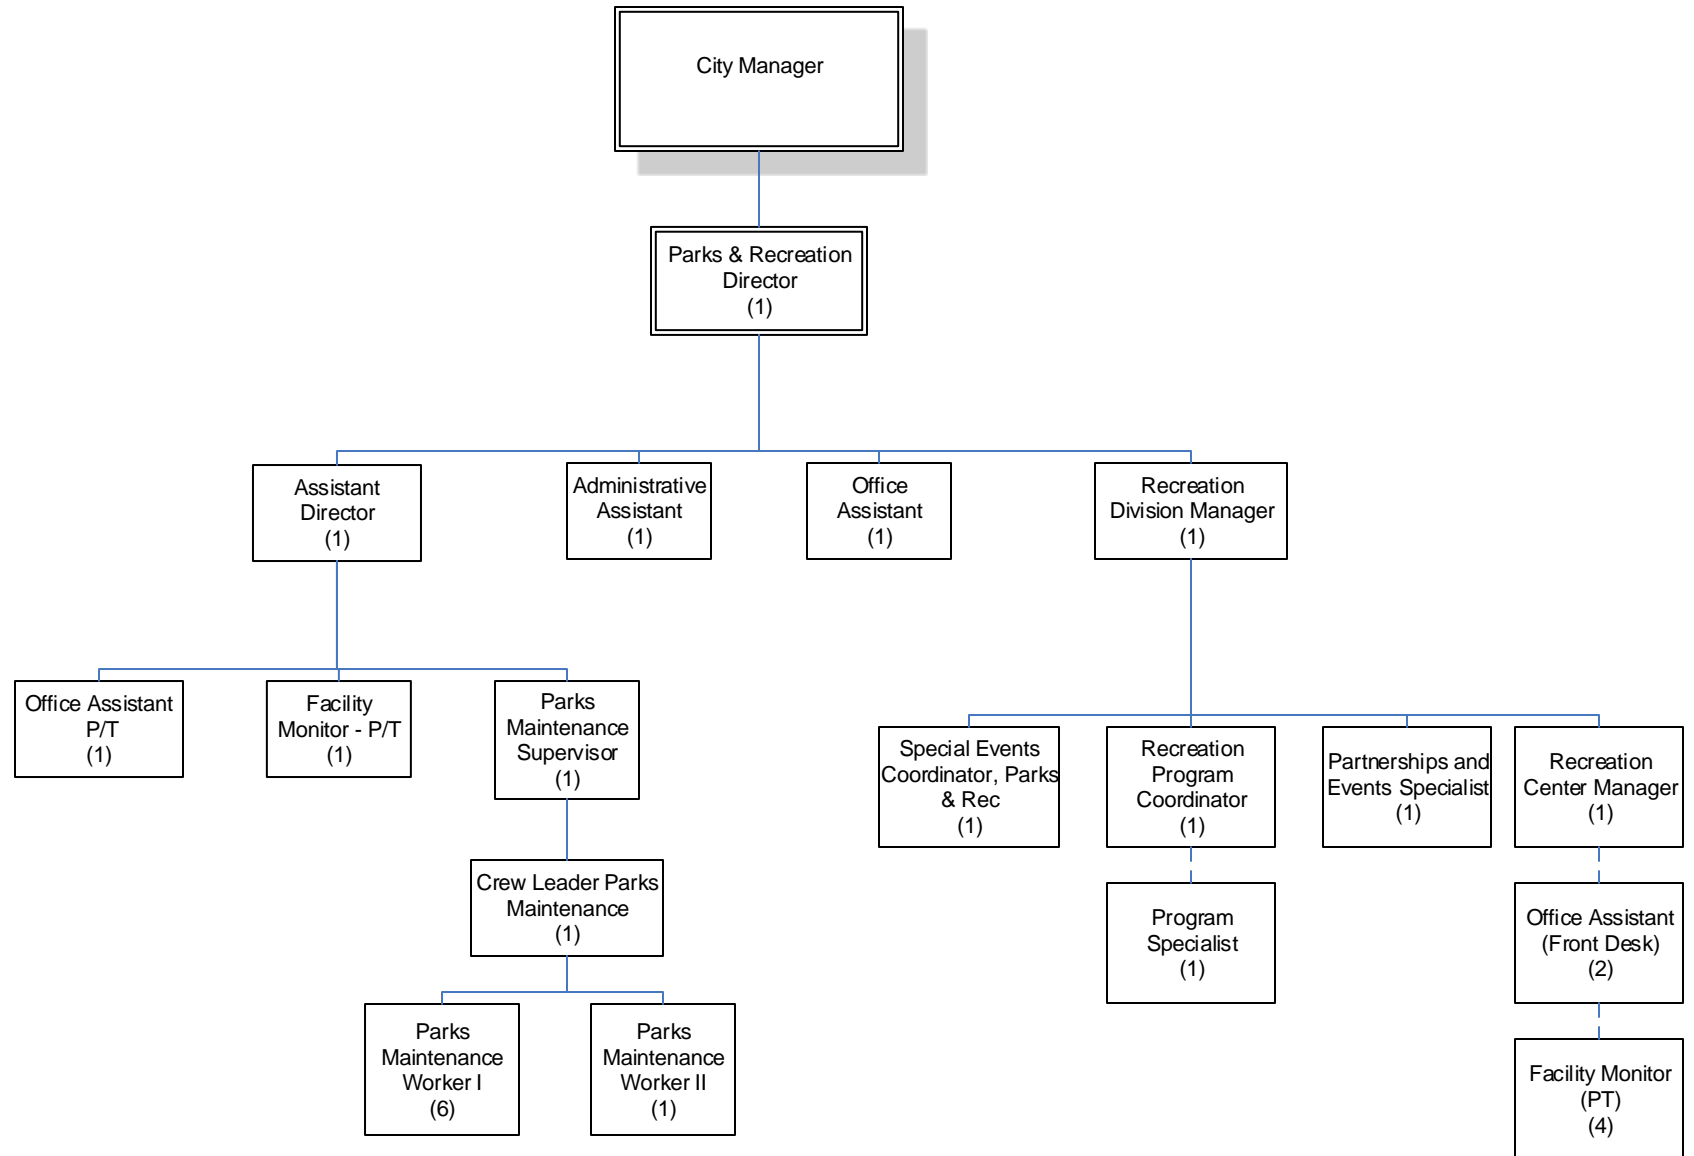 City Manager
Parks & Recreation
Director
(1)
Assistant
Director
(1)
Administrative
Assistant
(1)
Office
Assistant
(1)
Recreation
Division Manager
(1)
Office Assistant
P/T
(1)
Facility
Monitor - P/T
(1)
Parks
Maintenance
Supervisor
(1)
Special Events
Coordinator, Parks
& Rec
(1)
Recreation
Program
Coordinator
(1)
Partnerships and
Events Specialist
(1)
Recreation
Center Manager
(1)
Crew Leader Parks
Maintenance
(1)
Program
Specialist
(1)
Office Assistant
(Front Desk)
(2)
Parks
Maintenance
Worker I
(6)
Parks
Maintenance
Worker II
(1)
Facility Monitor
(PT)
(4)